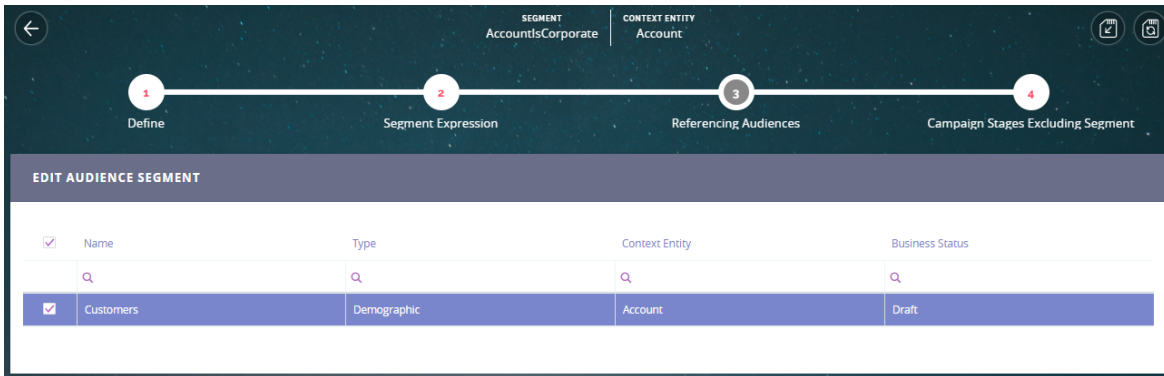 SEGMENT CONTEXT ENTITY
AccountIsCorporate Account
1 2 3 4
Define Segment Expression Referencing Audiences Campaign Stages Excluding Segment
EDIT AUDIENCE SEGMENT
Name Type Context Entity Business Status
Customers Demographic Account Draft